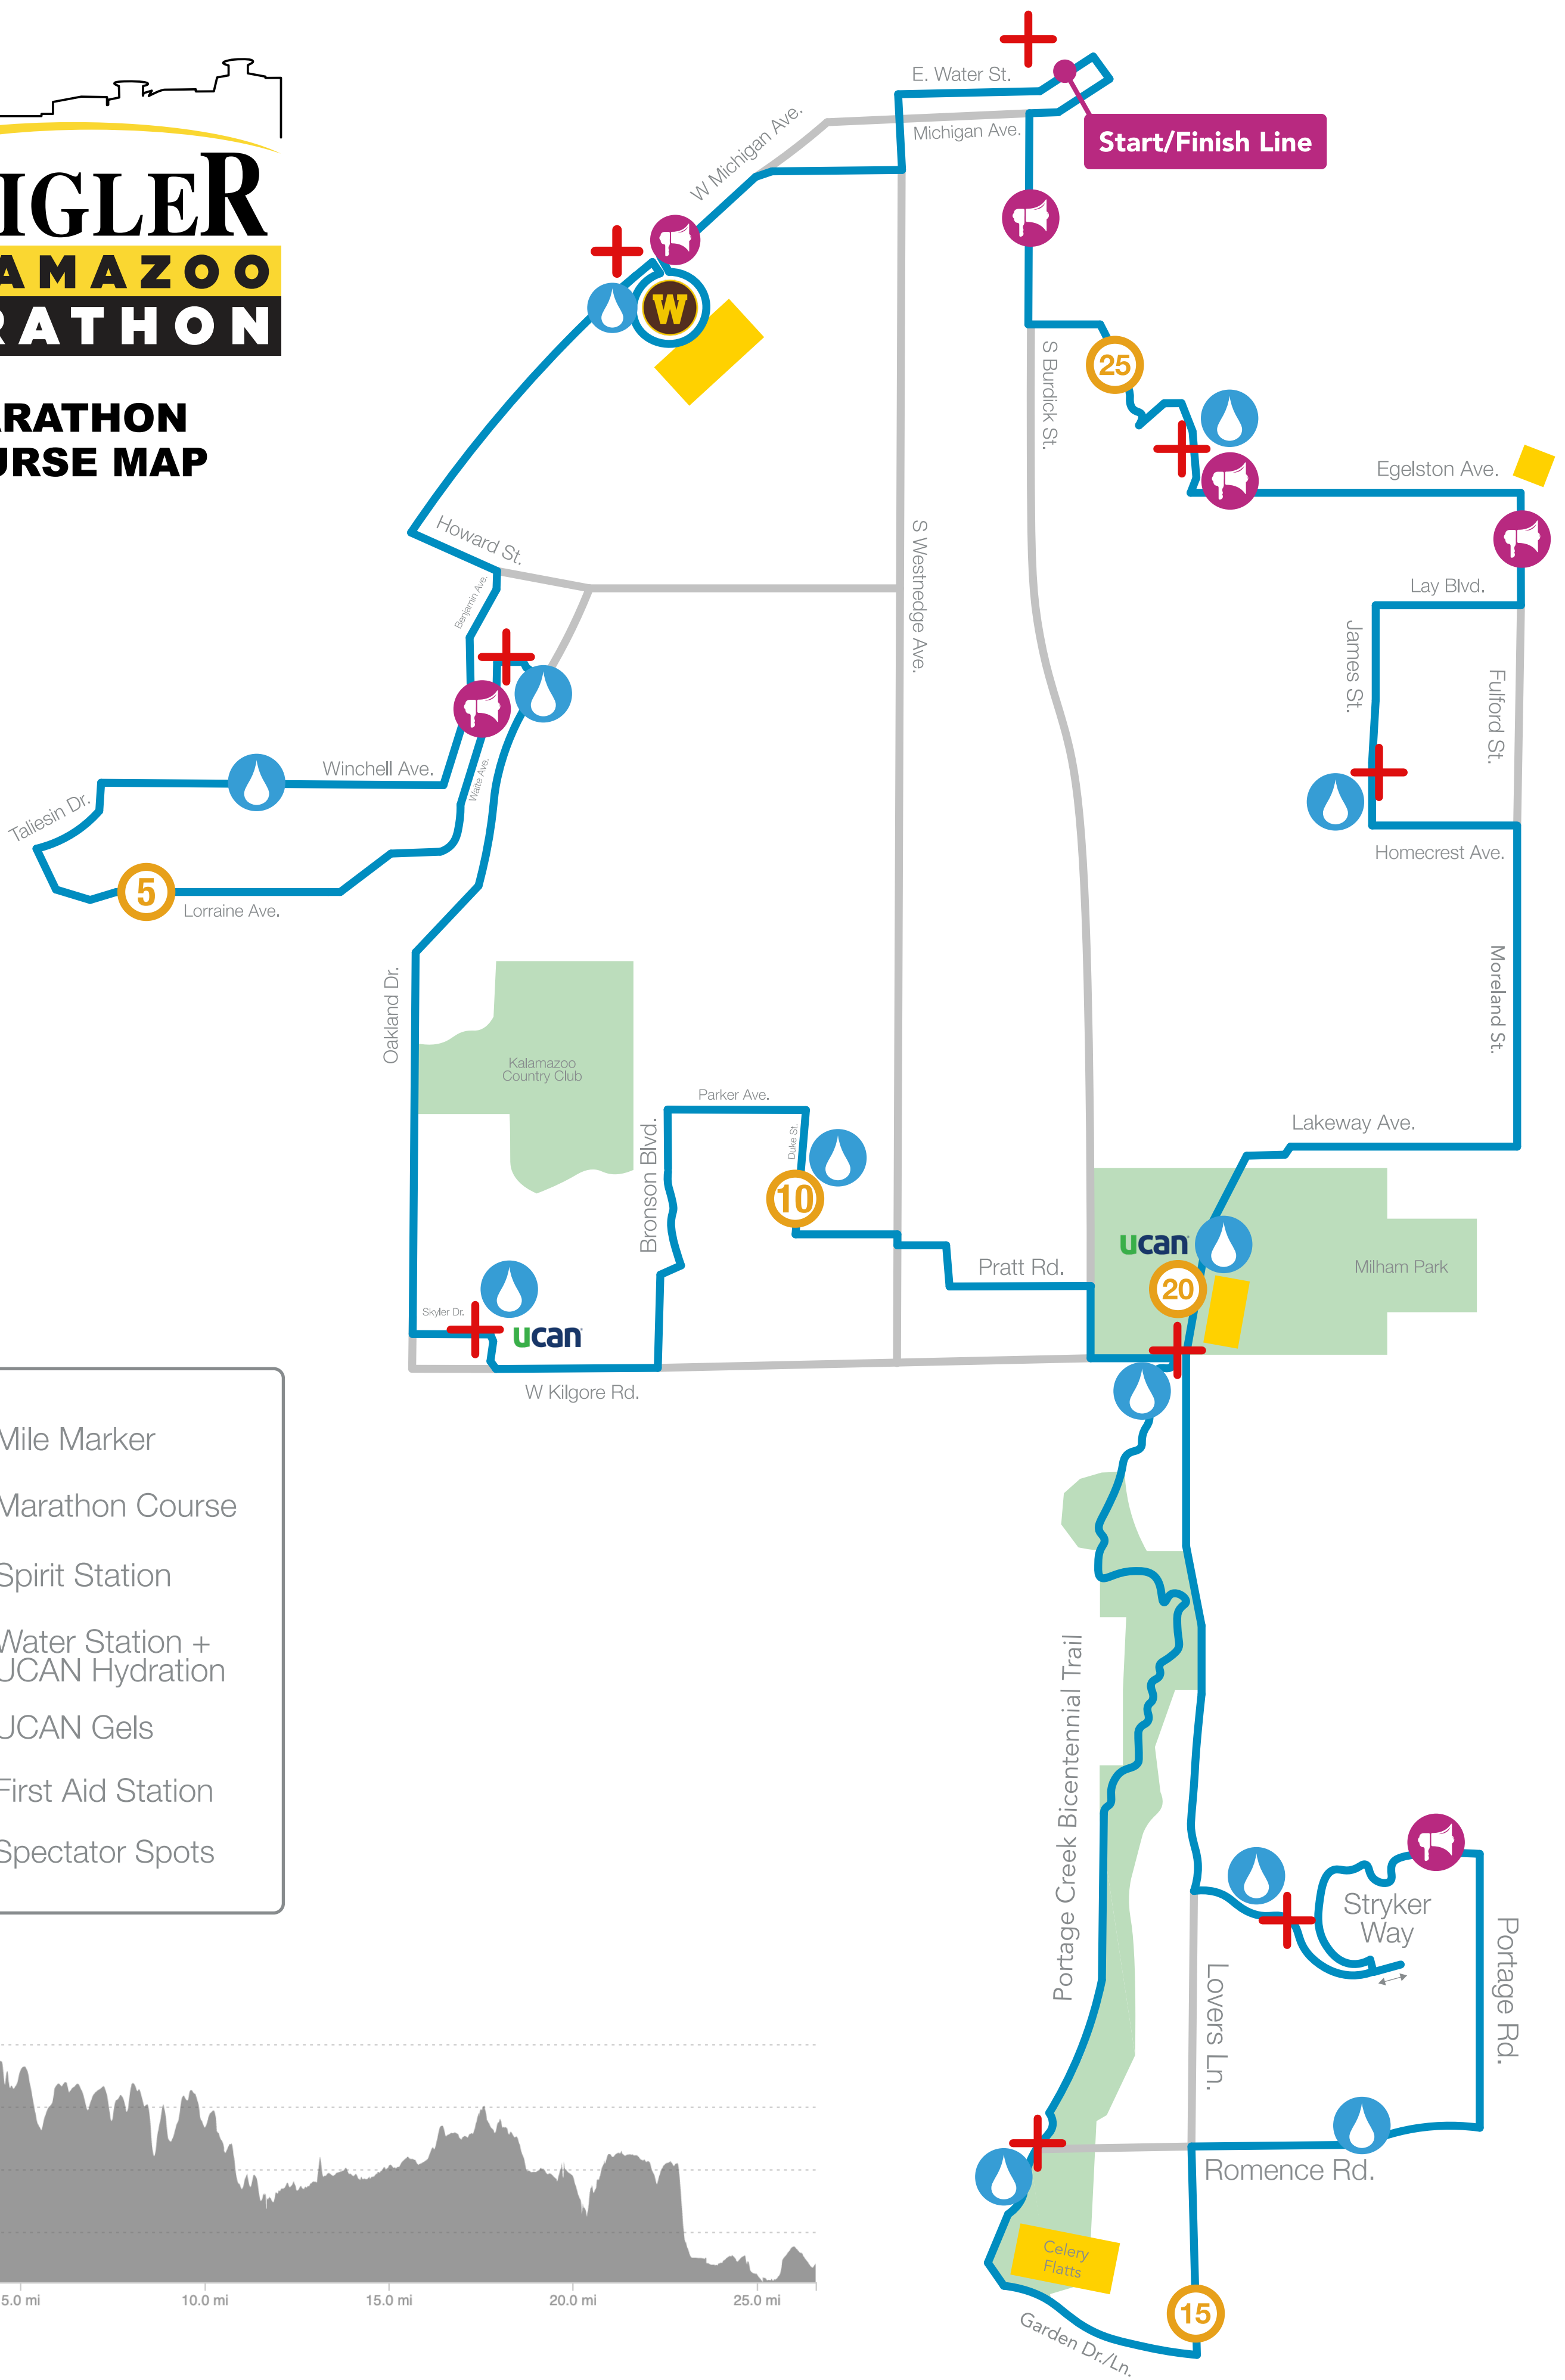 IGLER
AMAZOO
RATHON
RATHON
URSE MAP
E. Water St.
Michigan Ave.
Start/Finish Line
W Michigan Ave.
W
25
S Burdick St.
Egelston Ave.
Howard St.
S Westnedge Ave.
Benjamin Ave.
Lay Blvd.
James St.
Fulford St.
Winchell Ave.
Waite Ave.
Taliesin Dr.
5
Lorraine Ave.
Homecrest Ave.
Oakland Dr.
Moreland St.
Kalamazoo
Country Club
Parker Ave.
Duke St.
Bronson Blvd.
Lakeway Ave.
10
Pratt Rd.
ucan
20
Milham Park
Skyler Dr.
ucan
W Kilgore Rd.
Mile Marker
Marathon Course
Spirit Station
Water Station +
UCAN Hydration
UCAN Gels
First Aid Station
Spectator Spots
Portage Creek Bicentennial Trail
Stryker
Way
Portage Rd.
Lovers Ln.
Romence Rd.
Celery
Flatts
15
Garden Dr./Ln.
5.0 mi
10.0 mi
15.0 mi
20.0 mi
25.0 mi